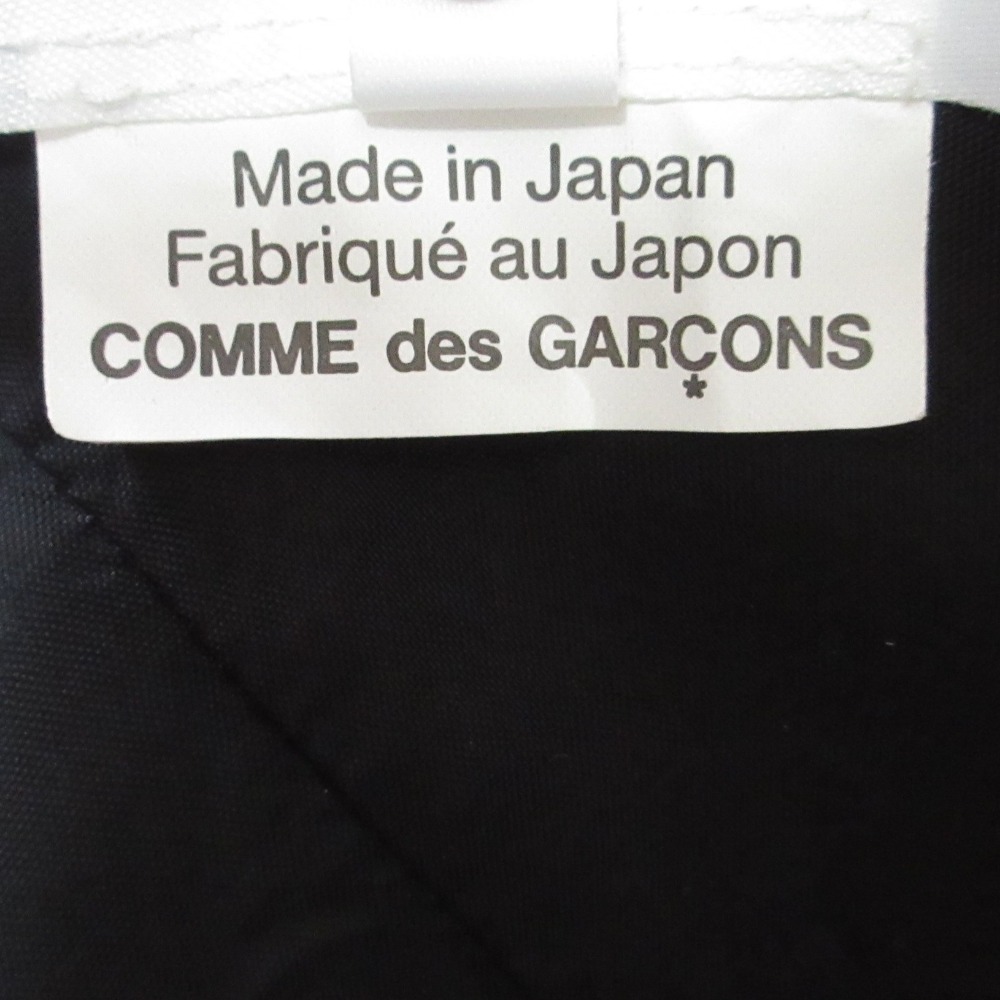 Made in Japan
Fabriqué au Japon
COMME des GARÇONS
*